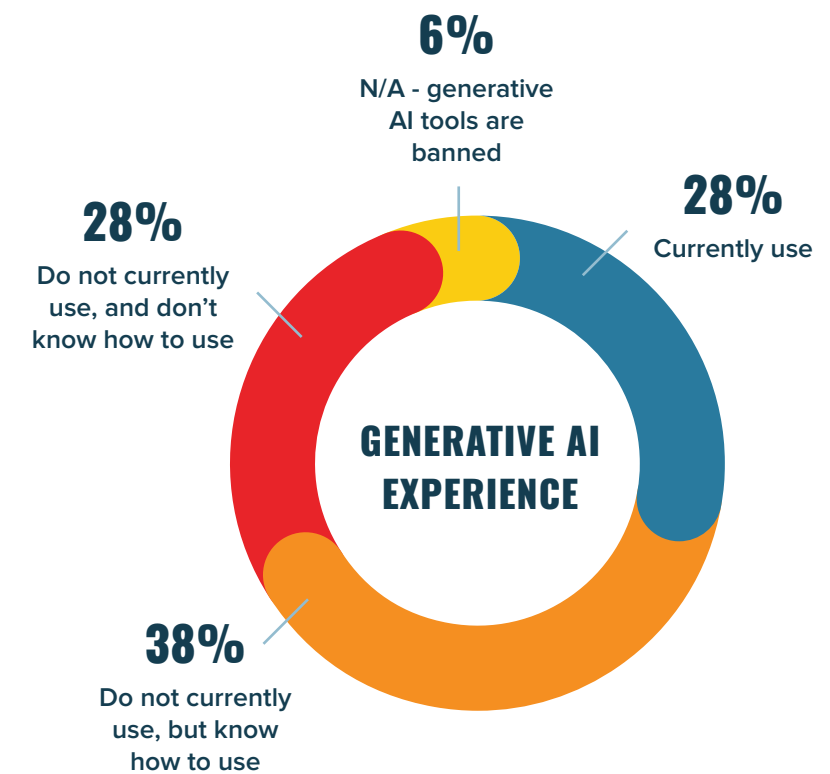 6%
N/A - generative
AI tools are
banned
28%
Currently use
28%
Do not currently
use, and don’t
know how to use
GENERATIVE AI
EXPERIENCE
38%
Do not currently
use, but know
how to use